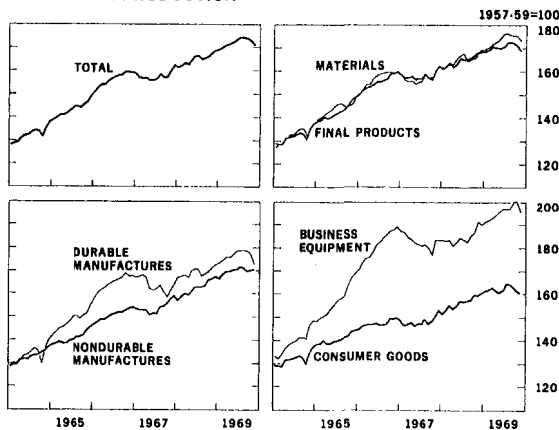 1957-59=100
TOTAL
MATERIALS
FINAL PRODUCTS
180
160
140
120
DURABLE
MANUFACTURES
NONDURABLE
MANUFACTURES
BUSINESS
EQUIPMENT
CONSUMER GOODS
200
180
160
140
120
1965 1967 1969
1965 1967 1969